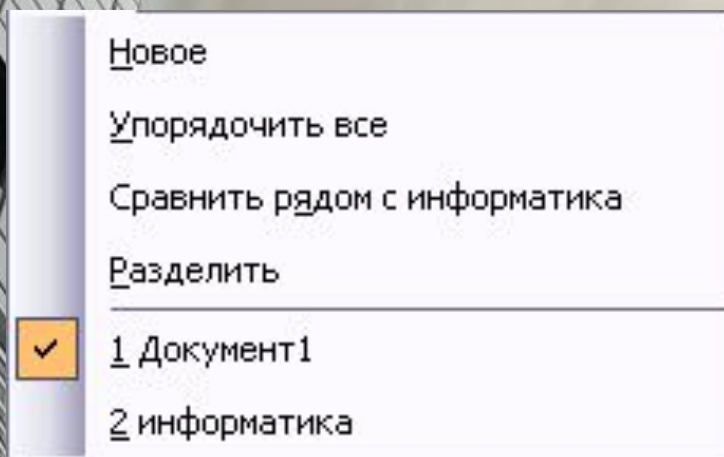 Новое
Упорядочить все
Сравнить рядом с информатика
Разделить
1 Документ1
2 информатика